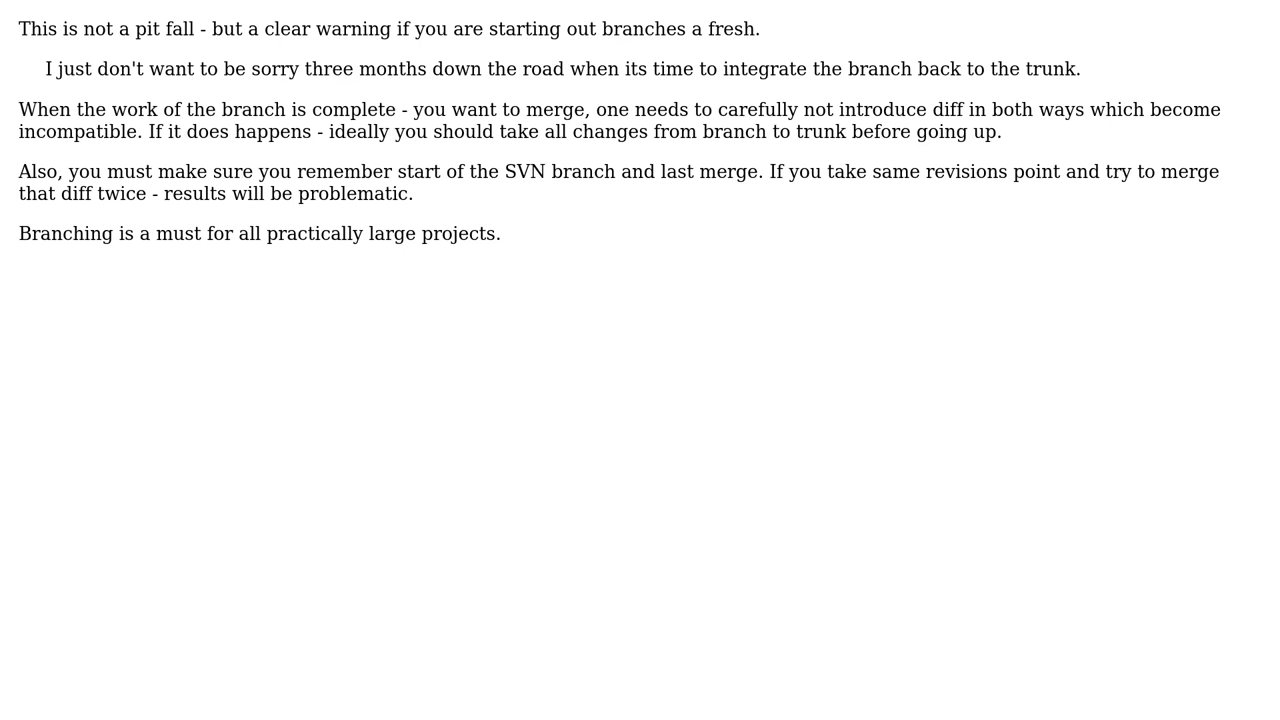 This is not a pit fall - but a clear warning if you are starting out branches a fresh.
I just don't want to be sorry three months down the road when its time to integrate the branch back to the trunk.
When the work of the branch is complete - you want to merge, one needs to carefully not introduce diff in both ways which become
incompatible. If it does happens - ideally you should take all changes from branch to trunk before going up.
Also, you must make sure you remember start of the SVN branch and last merge. If you take same revisions point and try to merge
that diff twice - results will be problematic.
Branching is a must for all practically large projects.